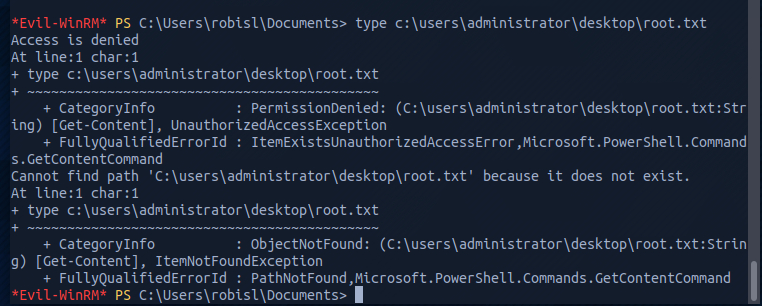 *Evil-WinRM* PS C:\Users\robisl\Documents> type c:\users\administrator\desktop\root.txt
Access is denied
At line:1 char:1
+ type c:\users\administrator\desktop\root.txt
+ ~~~~~~~~~~~~~~~~~~~~~~~~~~~~~~~~~~~~~~~~~~~~
    + CategoryInfo          : PermissionDenied: (C:\users\administrator\desktop\root.txt:Str
ing) [Get-Content], UnauthorizedAccessException
    + FullyQualifiedErrorId : ItemExistsUnauthorizedAccessError,Microsoft.PowerShell.Command
s.GetContentCommand
Cannot find path 'C:\users\administrator\desktop\root.txt' because it does not exist.
At line:1 char:1
+ type c:\users\administrator\desktop\root.txt
+ ~~~~~~~~~~~~~~~~~~~~~~~~~~~~~~~~~~~~~~~~~~~~
    + CategoryInfo          : ObjectNotFound: (C:\users\administrator\desktop\root.txt:Strin
g) [Get-Content], ItemNotFoundException
    + FullyQualifiedErrorId : PathNotFound,Microsoft.PowerShell.Commands.GetContentCommand
*Evil-WinRM* PS C:\Users\robisl\Documents>